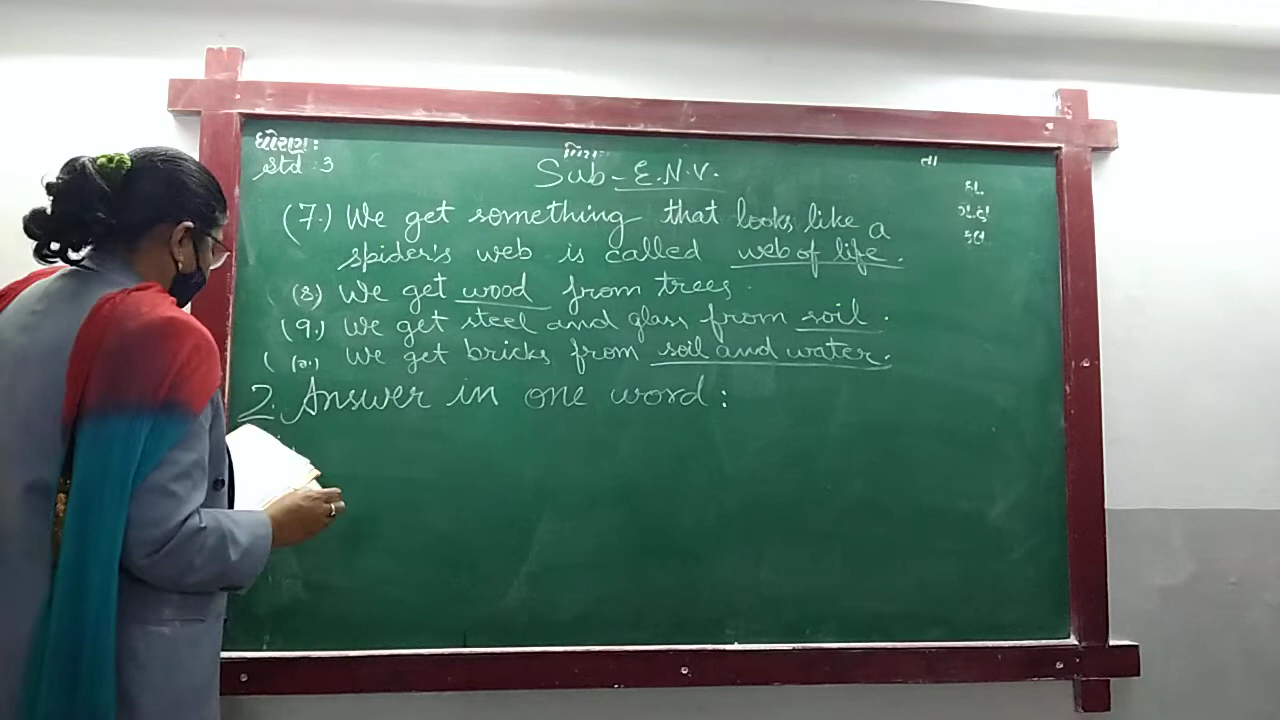 ધોરણ:
std : 3
વિષય:
Sub- E.N.V.
તા
(7.) We get something that looks like a
spider's web is called web of life.
(8.) We get wood from trees.
(9.) We get steel and glass from soil.
We get bricks from soil and water.
2. Answer in one word: